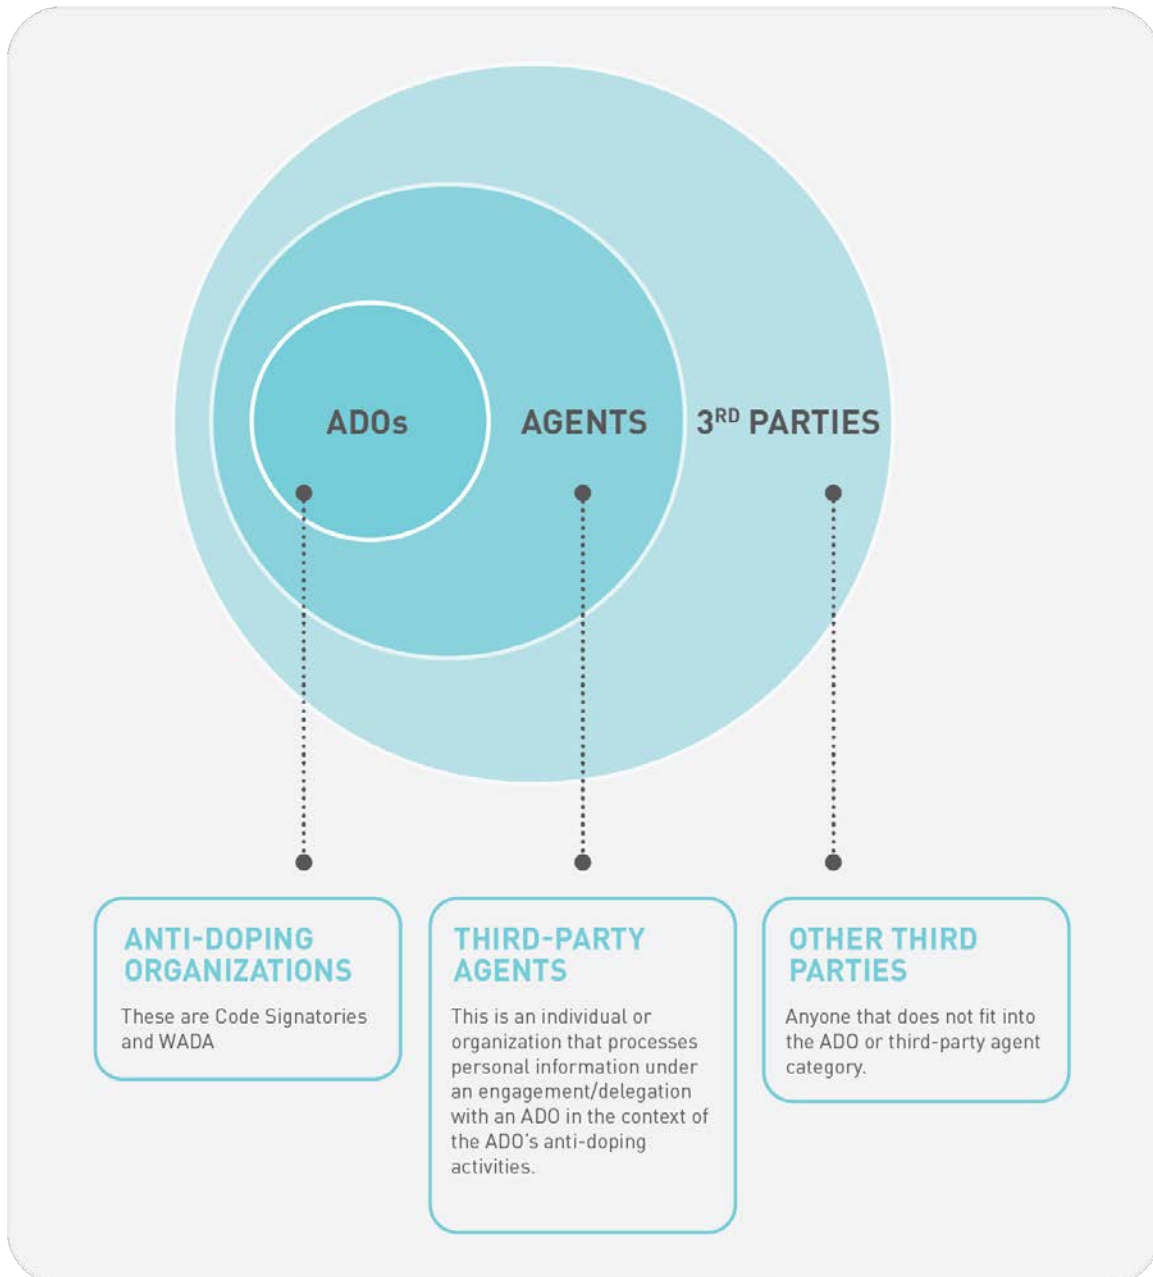 ADOs
AGENTS
3RD PARTIES
ANTI-DOPING
ORGANIZATIONS
These are Code Signatories
and WADA
THIRD-PARTY
AGENTS
This is an individual or
organization that processes
personal information under
an engagement/delegation
with an ADO in the context of
the ADO's anti-doping
activities.
OTHER THIRD
PARTIES
Anyone that does not fit into
the ADO or third-party agent
category.